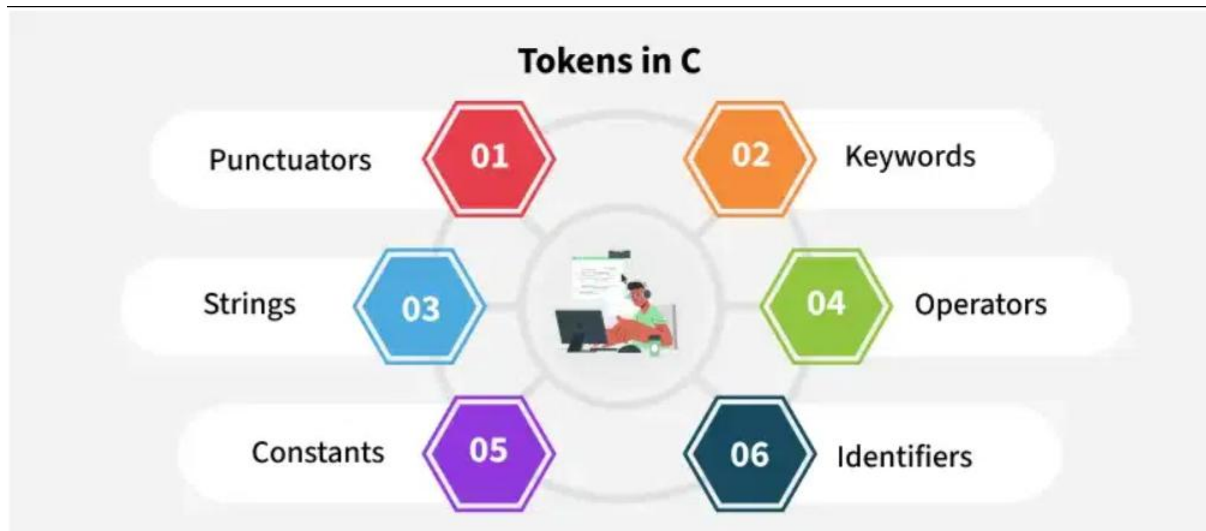 Tokens in C
Punctuators
01
02
Keywords
Strings
03
04
Operators
Constants
05
06
Identifiers